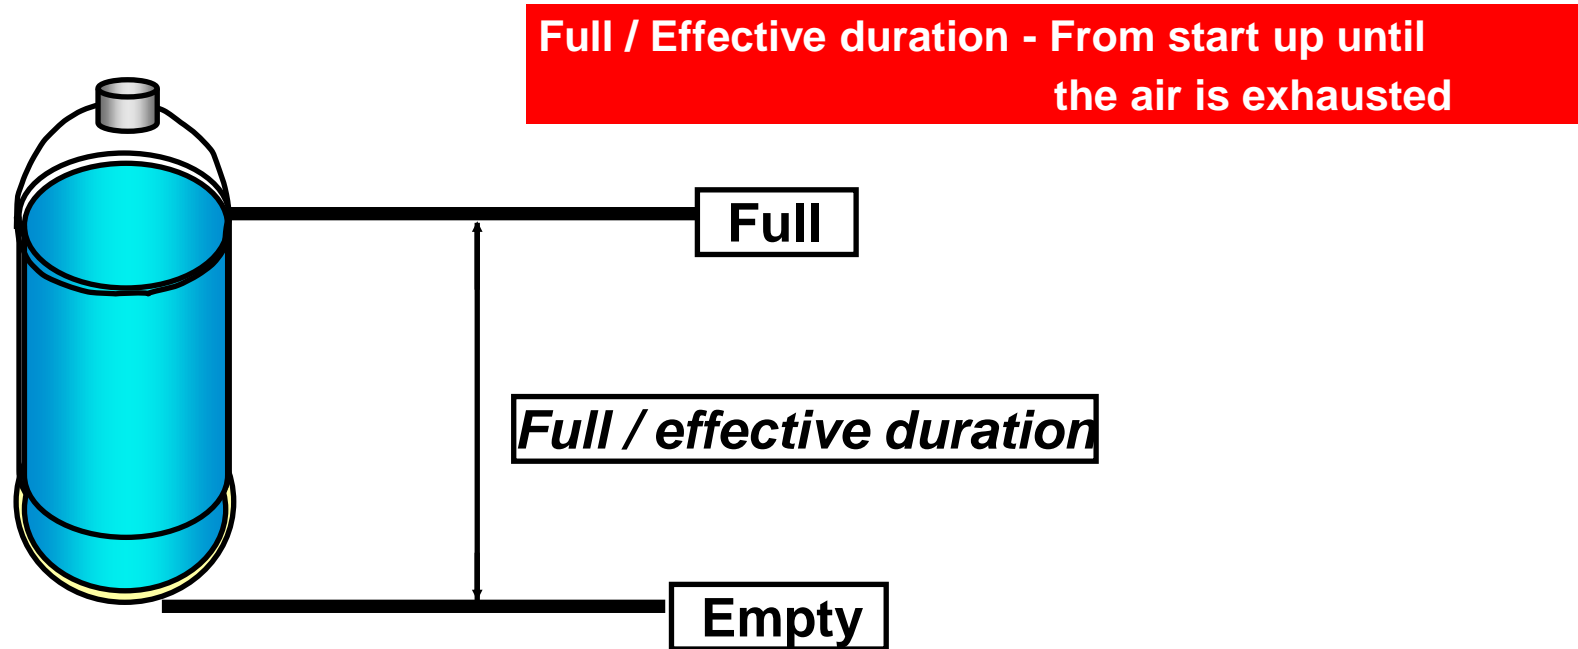 Full / Effective duration - From start up until
the air is exhausted
Full
Full / effective duration
Empty